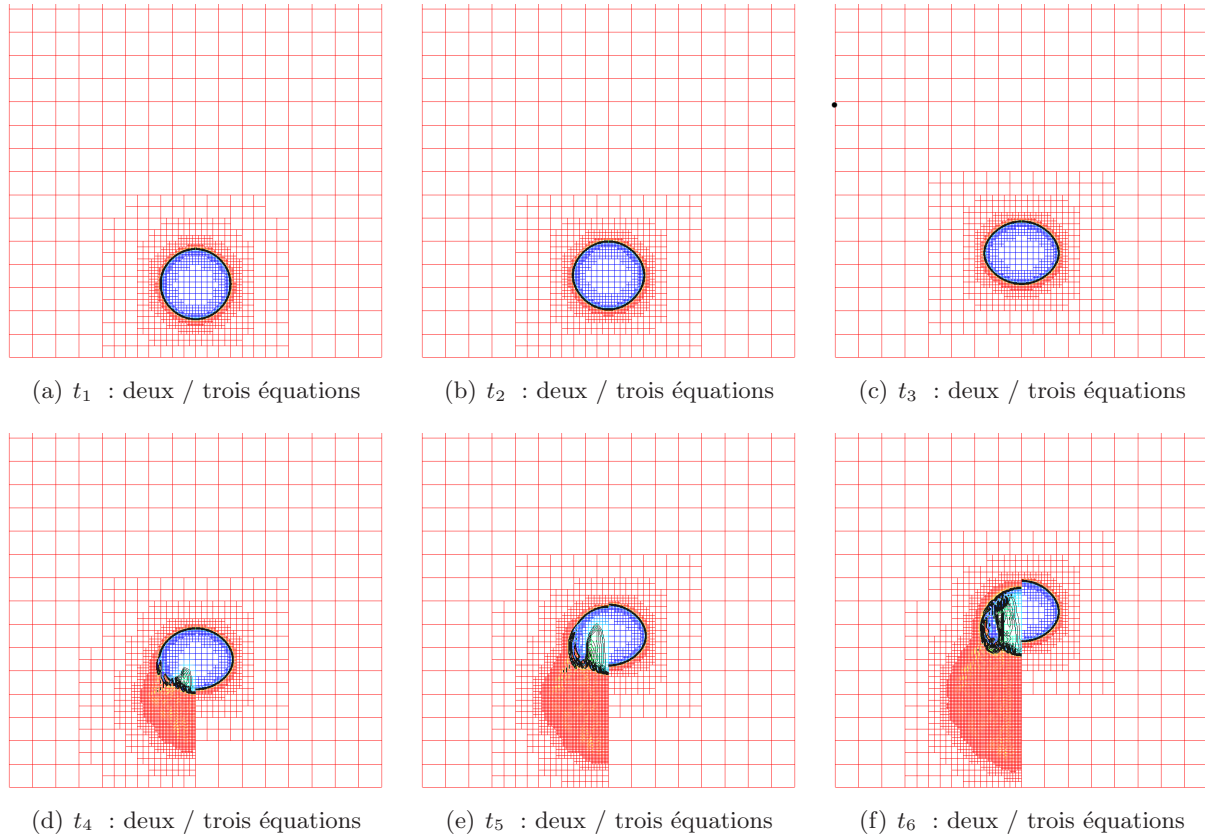 (a) t₁ : deux / trois équations
(b) t₂ : deux / trois équations
(c) t₃ : deux / trois équations
(d) t₄ : deux / trois équations
(e) t₅ : deux / trois équations
(f) t₆ : deux / trois équations